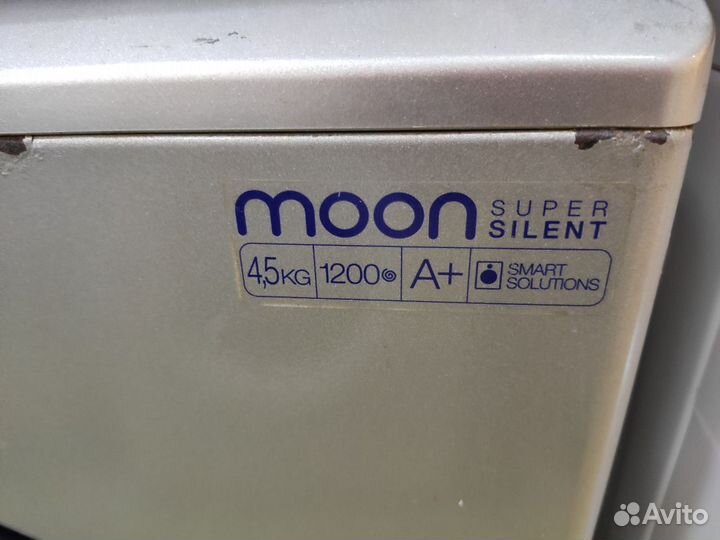 moon SUPER SILENT
4,5KG 1200 A+ SMART SOLUTIONS
Avito